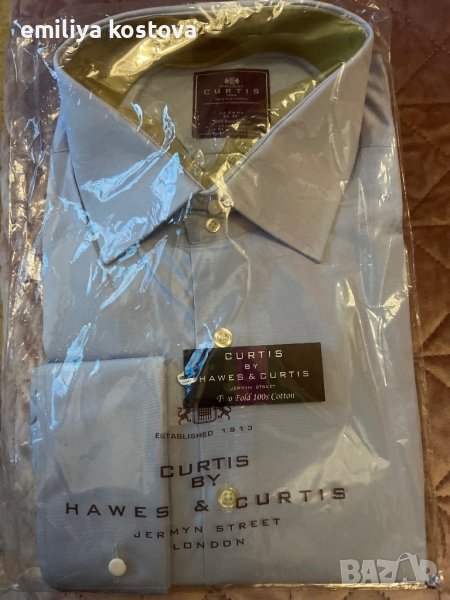 emiliya kostova
CURTIS
CURTIS
BY
HAWES & CURTIS
JERMYN STREET
Two Fold 100s Cotton
ESTABLISHED 1913
CURTIS
BY
HAWES & CURTIS
JERMYN STREET
LONDON
BAZAR